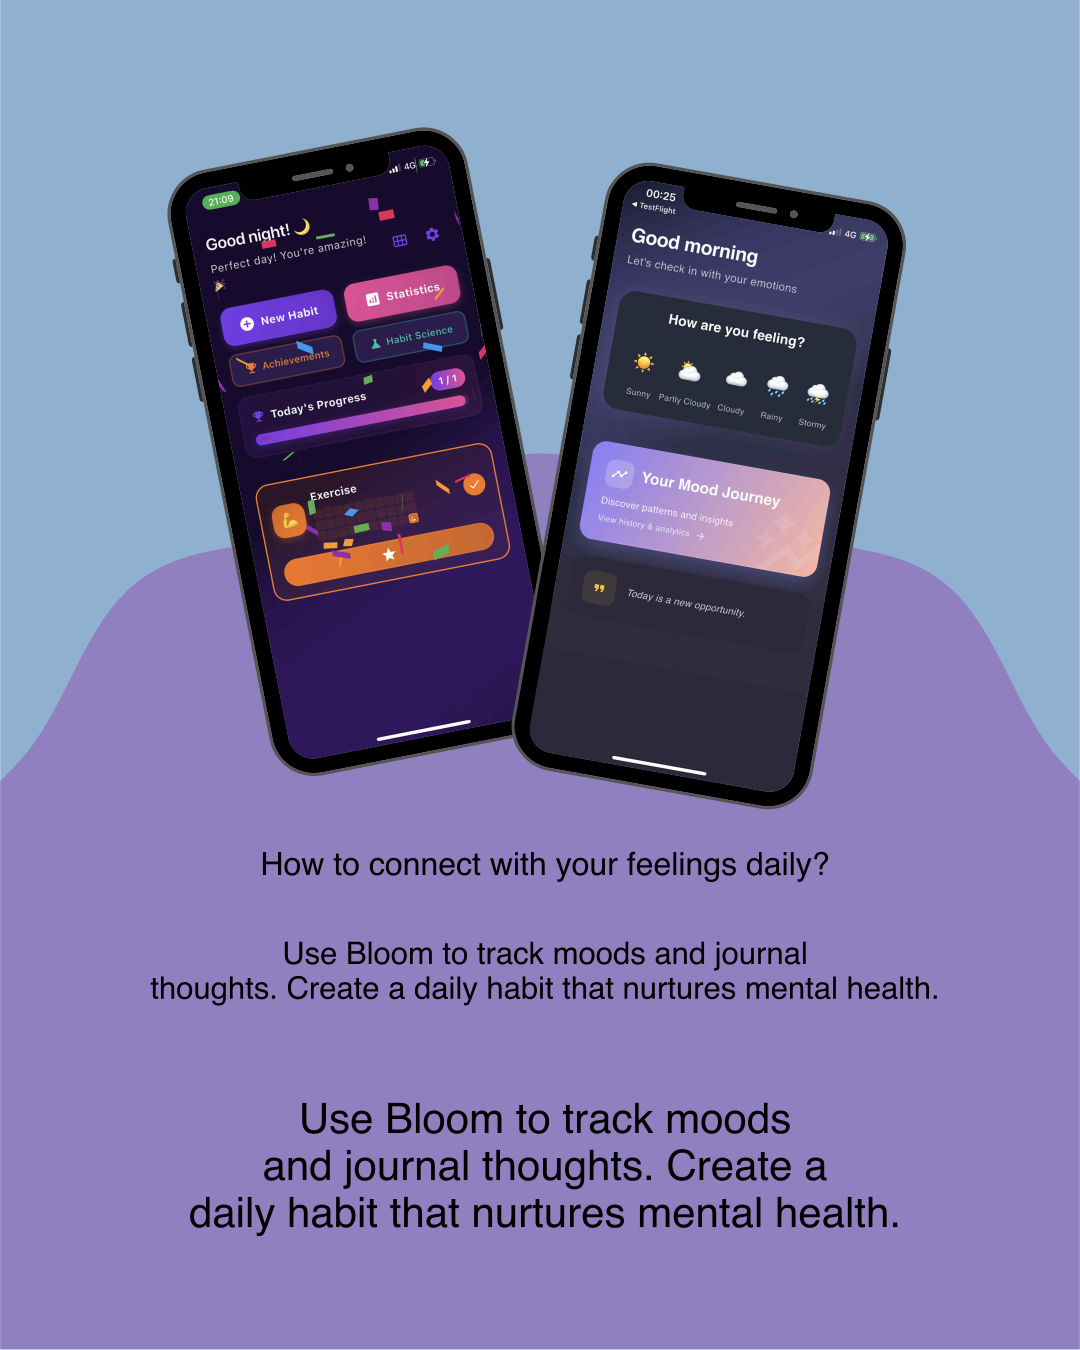 21:09
4G
Good night! 🌙
Perfect day! You're amazing!
🎉
New Habit
Statistics
Achievements
Habit Science
Today's Progress
1 / 1
Exercise
00:25
◀ TestFlight
4G
Good morning
Let's check in with your emotions
How are you feeling?
Sunny Partly Cloudy Cloudy Rainy Stormy
Your Mood Journey
Discover patterns and insights
View history & analytics →
Today is a new opportunity.
How to connect with your feelings daily?
Use Bloom to track moods and journal
thoughts. Create a daily habit that nurtures mental health.
Use Bloom to track moods
and journal thoughts. Create a
daily habit that nurtures mental health.